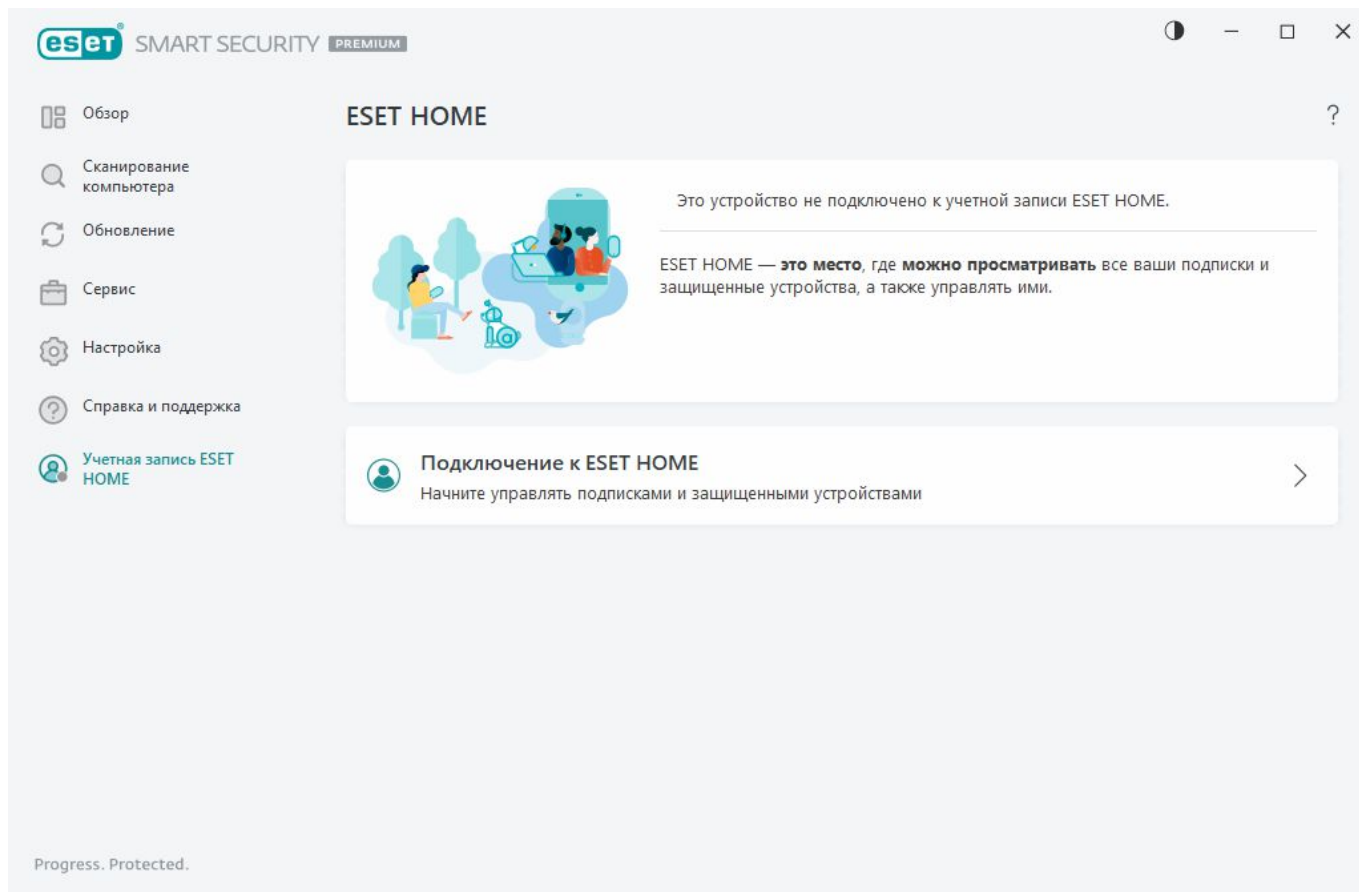 eset® SMART SECURITY PREMIUM
Обзор
Сканирование
компьютера
Обновление
Сервис
Настройка
Справка и поддержка
Учетная запись ESET
HOME
ESET HOME
?
Это устройство не подключено к учетной записи ESET HOME.
ESET HOME — это место, где можно просматривать все ваши подписки и
защищенные устройства, а также управлять ими.
Подключение к ESET HOME
Начните управлять подписками и защищенными устройствами
Progress. Protected.